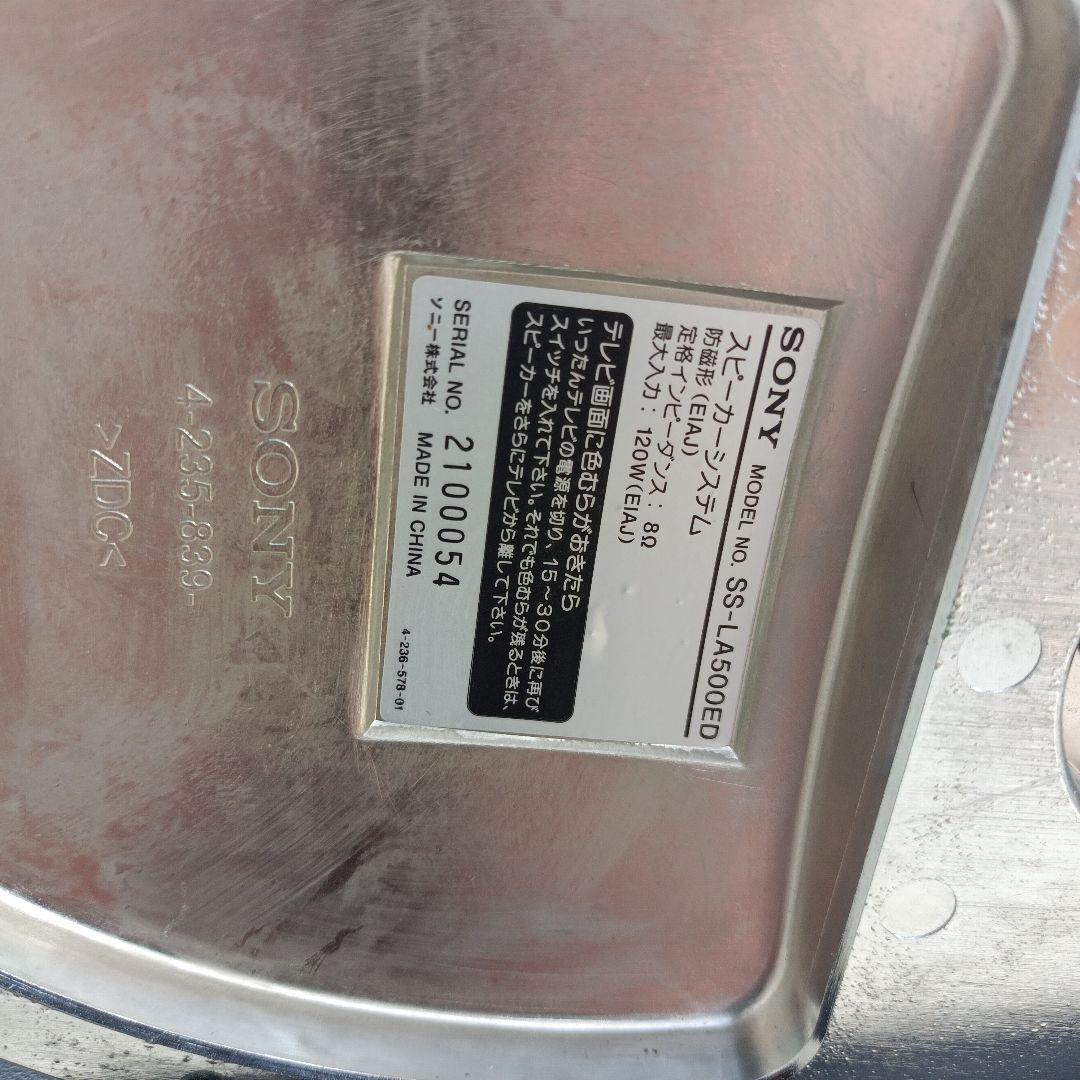 SONY MODEL NO. SS-LA500ED
スピーカーシステム
防磁形(EIAJ)
定格インピーダンス: 8Ω
最大入力: 120W(EIAJ)
テレビ画面に色むらがおきたら
いったんテレビの電源を切り、15~30分後に再び
スイッチを入れて下さい。それでも色むらが残るときは、
スピーカーをさらにテレビから離して下さい。
SERIAL NO. 2100054
ソニー株式会社 MADE IN CHINA
4-236-578-01
SONY
4-235-839-
>ZDC<